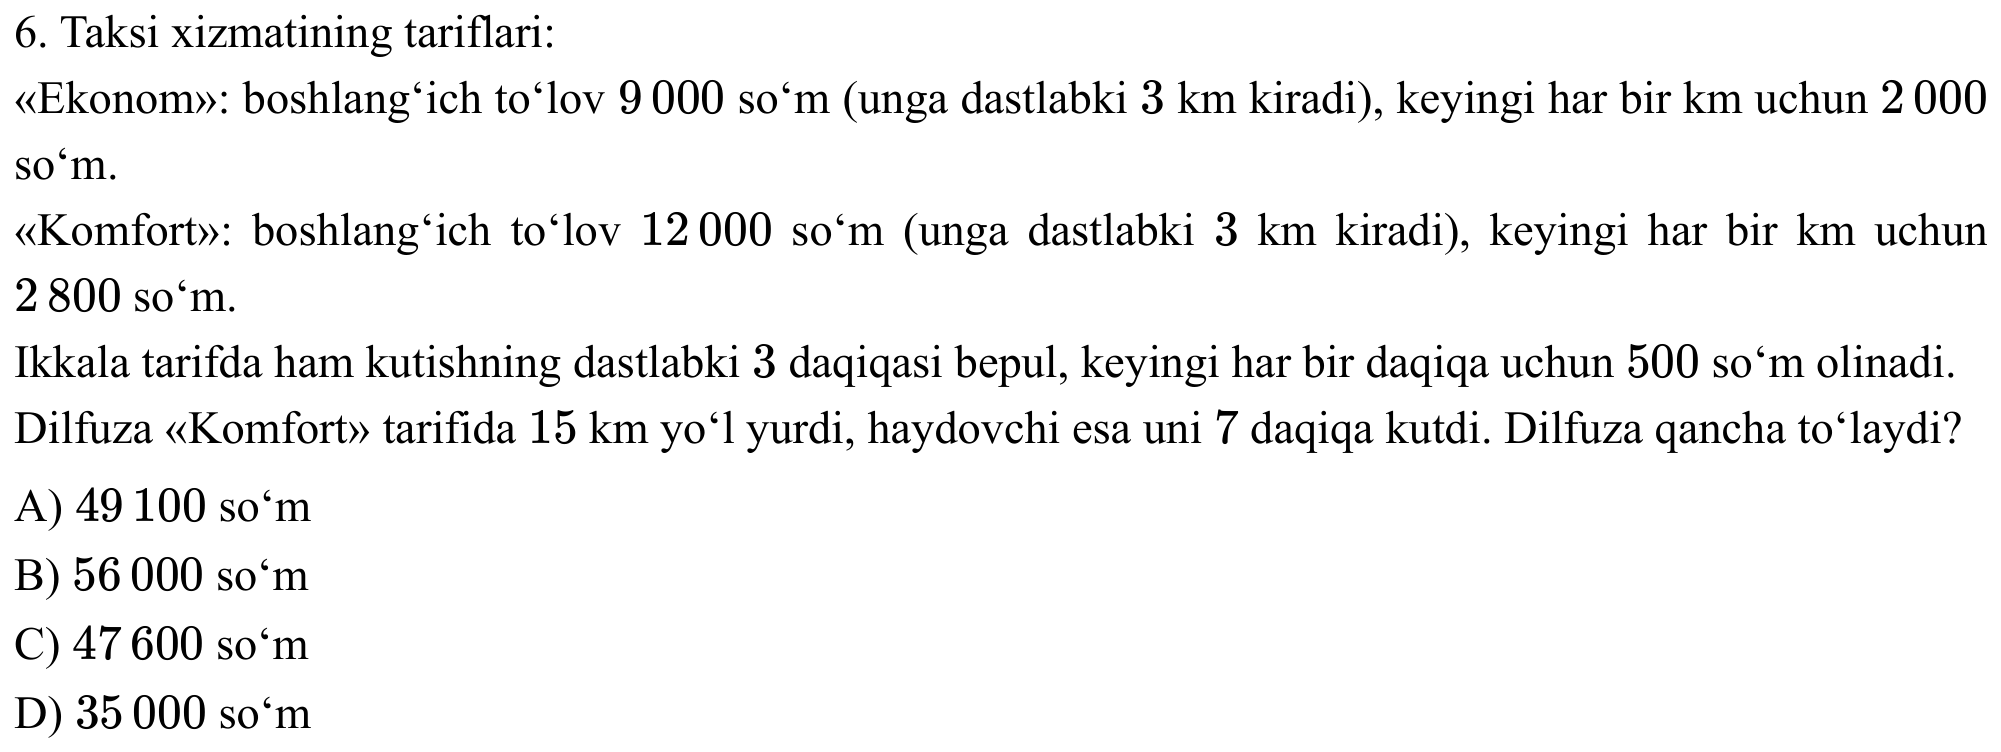 6. Taksi xizmatining tariflari:
«Ekonom»: boshlang‘ich to‘lov 9 000 so‘m (unga dastlabki 3 km kiradi), keyingi har bir km uchun 2 000
so‘m.
«Komfort»: boshlang‘ich to‘lov 12 000 so‘m (unga dastlabki 3 km kiradi), keyingi har bir km uchun
2 800 so‘m.
Ikkala tarifda ham kutishning dastlabki 3 daqiqasi bepul, keyingi har bir daqiqa uchun 500 so‘m olinadi.
Dilfuza «Komfort» tarifida 15 km yo‘l yurdi, haydovchi esa uni 7 daqiqa kutdi. Dilfuza qancha to‘laydi?
A) 49 100 so‘m
B) 56 000 so‘m
C) 47 600 so‘m
D) 35 000 so‘m